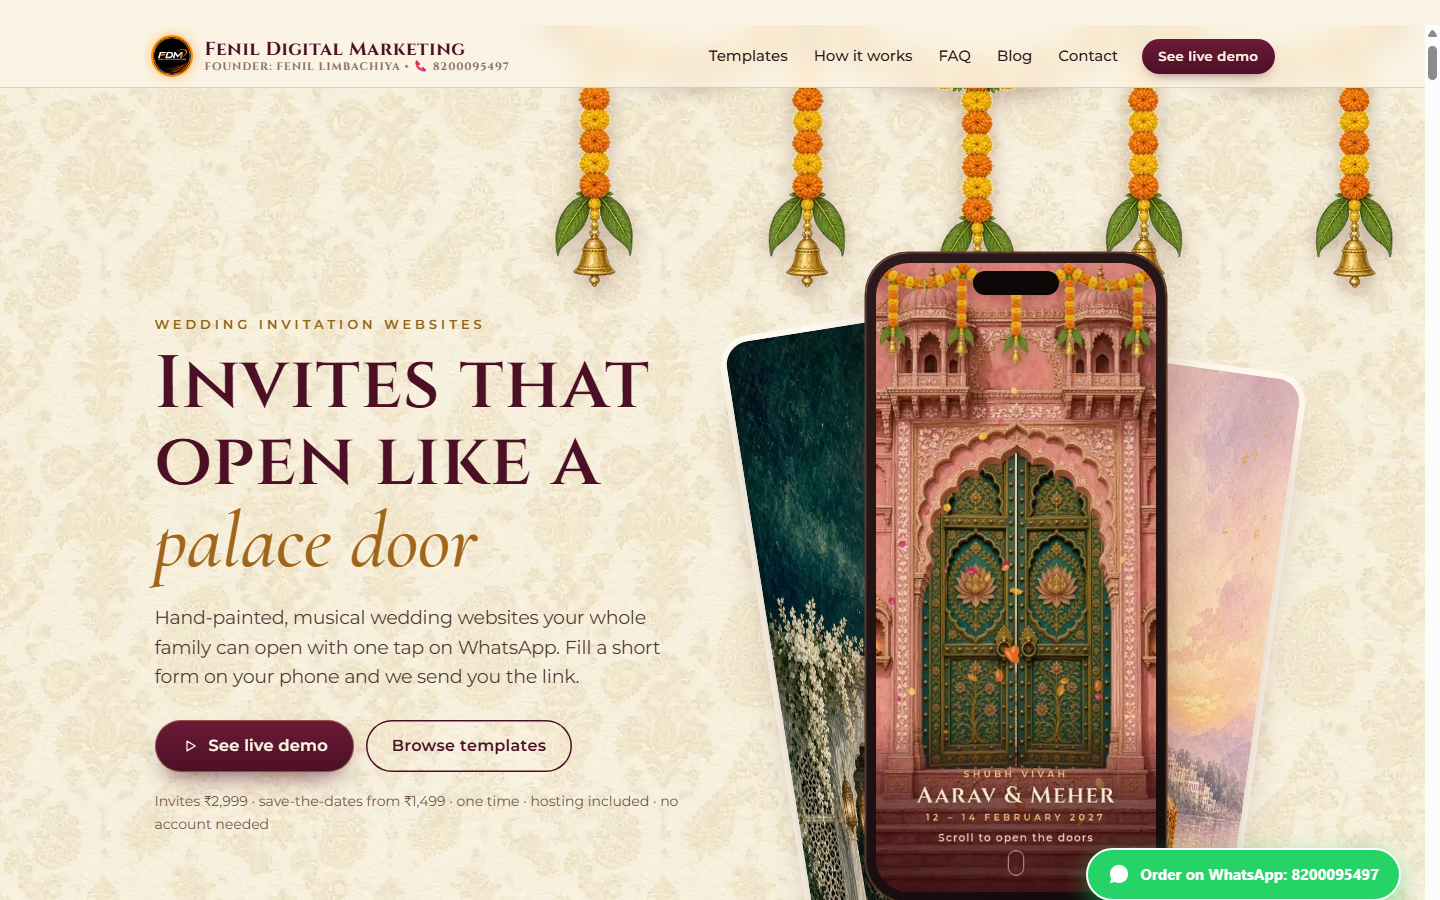 FDM
Fenil Digital Marketing
FOUNDER: FENIL LIMBACHIYA • 📞 8200095497
Templates
How it works
FAQ
Blog
Contact
See live demo
WEDDING INVITATION WEBSITES
INVITES THAT
OPEN LIKE A
palace door
Hand-painted, musical wedding websites your whole
family can open with one tap on WhatsApp. Fill a short
form on your phone and we send you the link.
See live demo
Browse templates
Invites ₹2,999 · save-the-dates from ₹1,499 · one time · hosting included · no
account needed
SHUBH VIVAH
AARAV & MEHER
12 – 14 FEBRUARY 2027
Scroll to open the doors
Order on WhatsApp: 8200095497